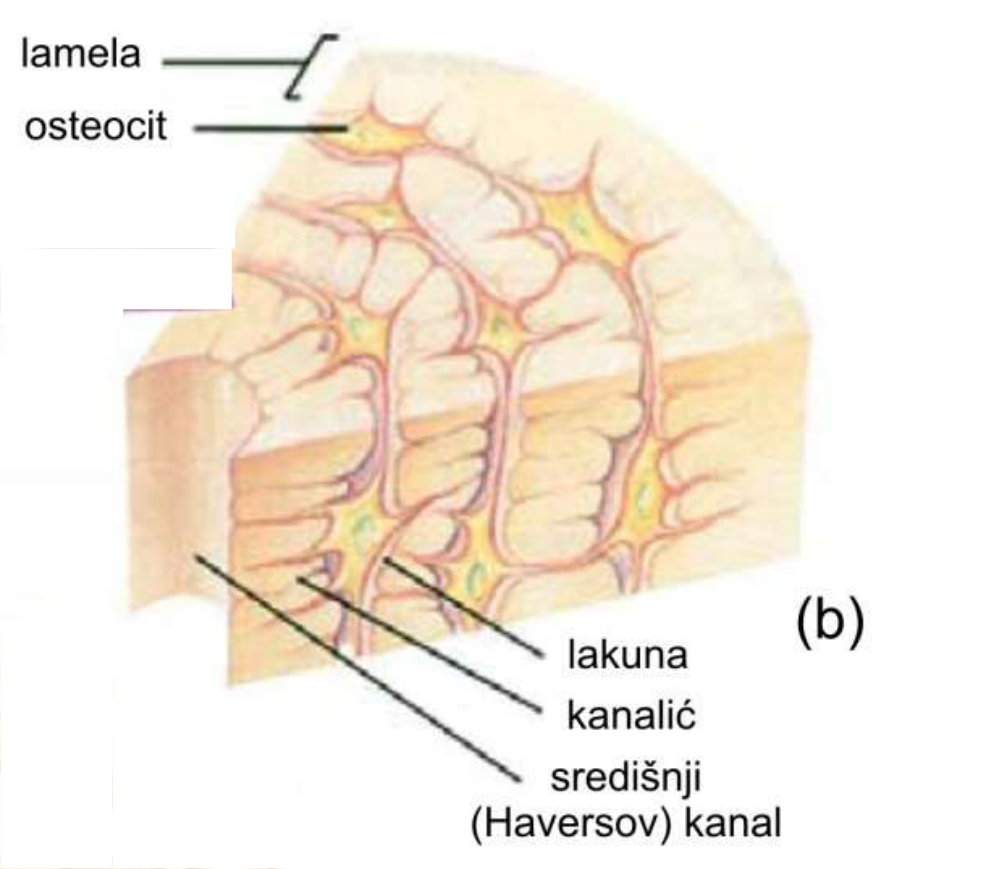 lamela
osteocit
(b)
lakuna
kanalić
središnji
(Haversov) kanal